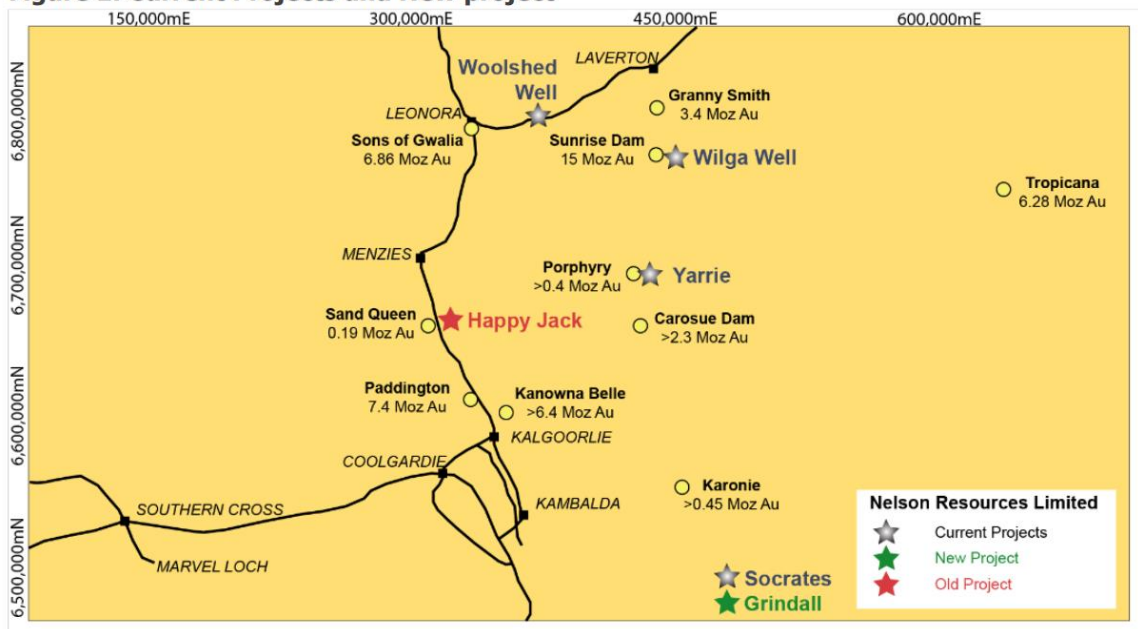 150,000mE
300,000mE
450,000mE
600,000mE
6,800,000mN
6,700,000mN
6,600,000mN
6,500,000mN
LAVERTON
Woolshed
Well
Granny Smith
3.4 Moz Au
LEONORA
Sons of Gwalia
6.86 Moz Au
Sunrise Dam
15 Moz Au
Wilga Well
Tropicana
6.28 Moz Au
MENZIES
Porphyry
>0.4 Moz Au
Yarrie
Sand Queen
0.19 Moz Au
Happy Jack
Carosue Dam
>2.3 Moz Au
Paddington
7.4 Moz Au
Kanowna Belle
>6.4 Moz Au
KALGOORLIE
COOLGARDIE
Karonie
>0.45 Moz Au
SOUTHERN CROSS
KAMBALDA
MARVEL LOCH
Socrates
Grindall
Nelson Resources Limited
Current Projects
New Project
Old Project